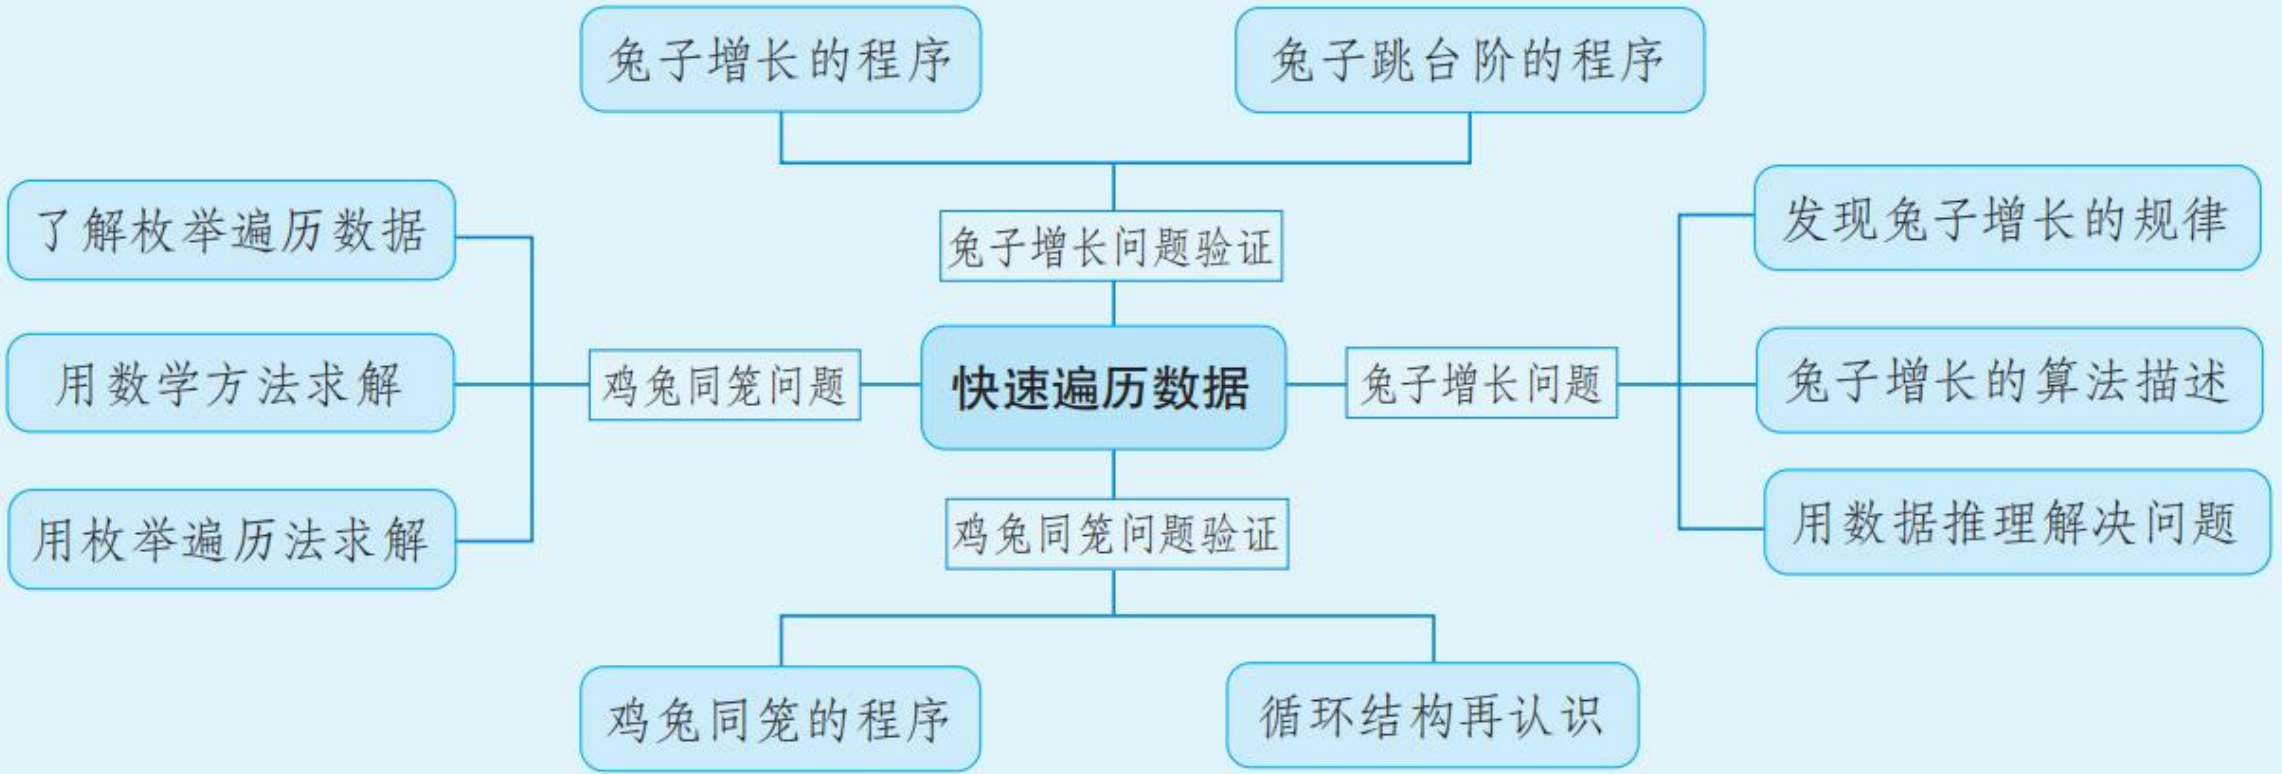 兔子增长的程序
兔子跳台阶的程序
兔子增长问题验证
了解枚举遍历数据
用数学方法求解
用枚举遍历法求解
鸡兔同笼问题
快速遍历数据
兔子增长问题
发现兔子增长的规律
兔子增长的算法描述
用数据推理解决问题
鸡兔同笼问题验证
鸡兔同笼的程序
循环结构再认识